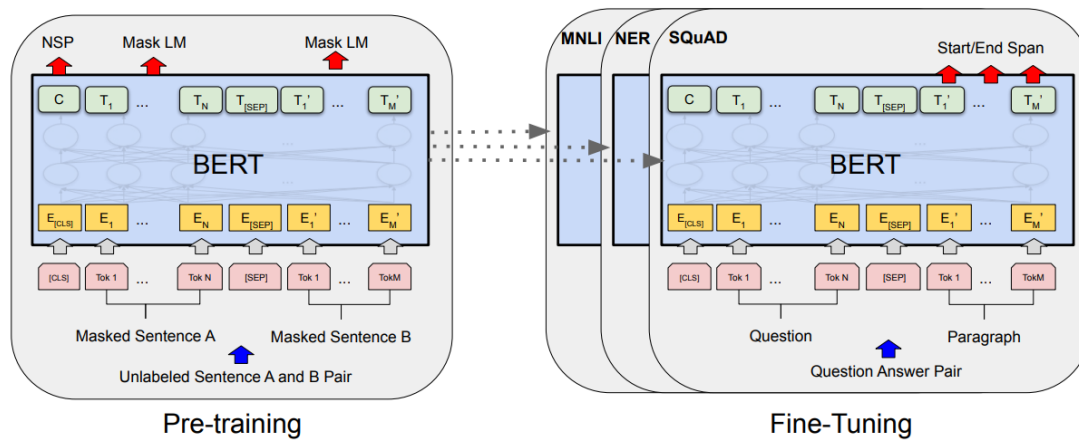 NSP Mask LM Mask LM
C T1 ... TN T[SEP] T1' ... TM'
BERT
E[CLS] E1 ... EN E[SEP] E1' ... EM'
[CLS] Tok 1 ... Tok N [SEP] Tok 1 ... TokM
Masked Sentence A Masked Sentence B
Unlabeled Sentence A and B Pair
Pre-training
MNLI NER SQuAD
Start/End Span
C T1 ... TN T[SEP] T1' ... TM'
BERT
E[CLS] E1 ... EN E[SEP] E1' ... EM'
[CLS] Tok 1 ... Tok N [SEP] Tok 1 ... TokM
Question Paragraph
Question Answer Pair
Fine-Tuning